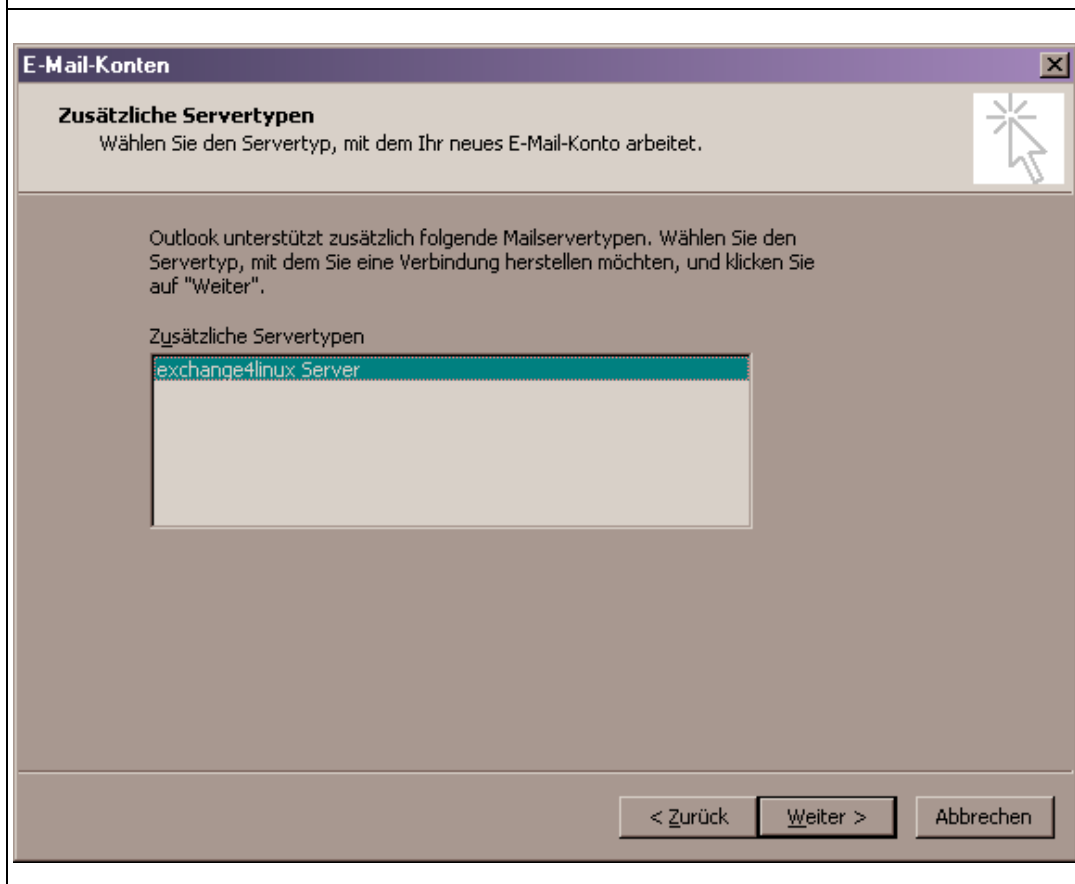 E-Mail-Konten
Zusätzliche Servertypen
Wählen Sie den Servertyp, mit dem Ihr neues E-Mail-Konto arbeitet.
Outlook unterstützt zusätzlich folgende Mailservertypen. Wählen Sie den
Servertyp, mit dem Sie eine Verbindung herstellen möchten, und klicken Sie
auf "Weiter".
Zusätzliche Servertypen
exchange4linux Server
< Zurück
Weiter >
Abbrechen